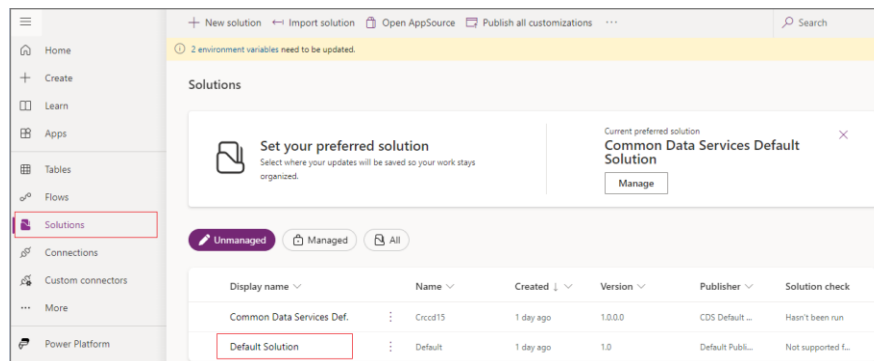 + New solution ← Import solution Open AppSource Publish all customizations ··· Search
2 environment variables need to be updated.
Home
Create
Learn
Apps
Tables
Flows
Solutions
Connections
Custom connectors
More
Power Platform
Solutions
Set your preferred solution
Select where your updates will be saved so your work stays
organized.
Current preferred solution
Common Data Services Default
Solution
Manage
Unmanaged Managed All
Display name Name Created ↓ Version Publisher Solution check
Common Data Services Def. Crccd15 1 day ago 1.0.0.0 CDS Default ... Hasn't been run
Default Solution Default 1 day ago 1.0 Default Publi... Not supported f...